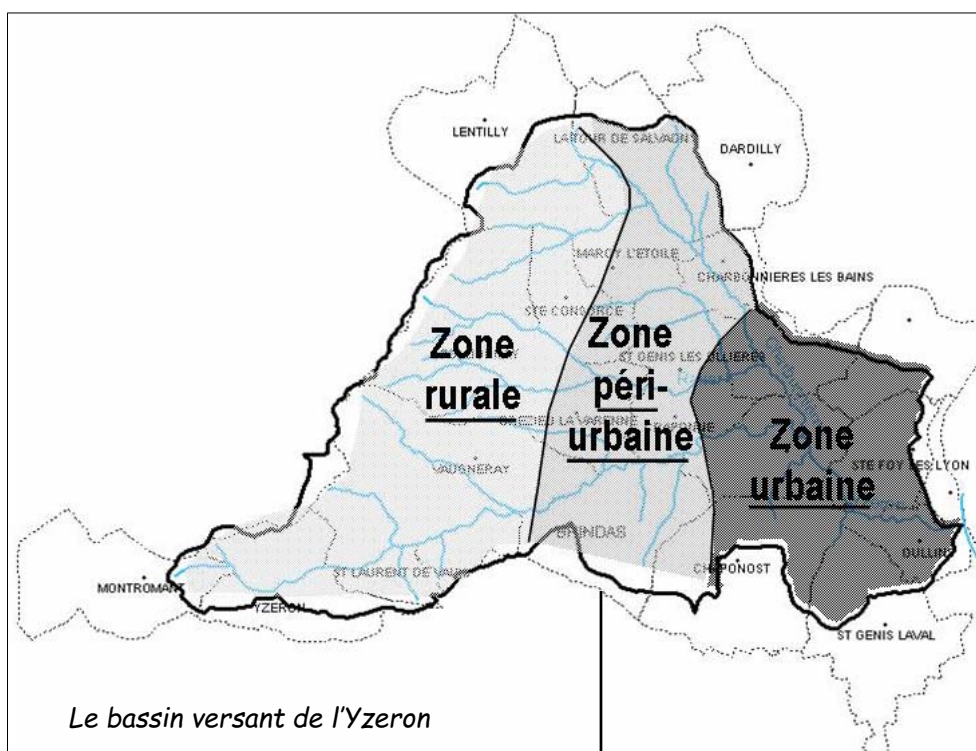 LENTILLY
LA TOUR DE SALVAGNY
DARDILLY
MARCY L'ETOILE
CHARBONNIERES LES BAINS
STE CONSORCE
Zone
rurale
Zone
péri-
urbaine
ST GENIS LES OLLIERES
Zone
urbaine
GREZIEU LA VARENNE
VAUGNERAY
STE FOY LES LYON
BRINDAS
OULLINS
CHAPONOST
MONTROMANT
ST LAURENT DE VAUX
YZERON
ST GENIS LAVAL
Le bassin versant de l'Yzeron